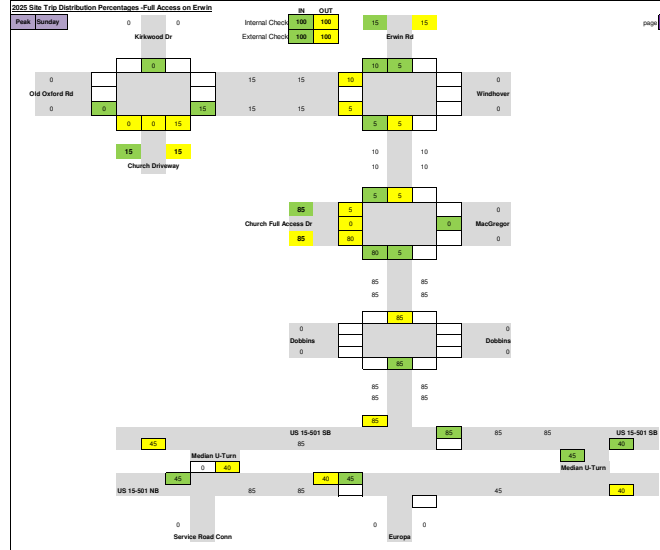 2025 Site Trip Distribution Percentages -Full Access on Erwin
IN OUT
Peak Sunday 0 0 Internal Check 100 100 15 15 page
Kirkwood Dr External Check 100 100 Erwin Rd
0 10 5
0 15 15 10 0
Old Oxford Rd Windhover
0 0 15 15 15 5 0
0 0 15 5 5
15 15 10 10
Church Driveway
10 10
5 5
85 5 0
Church Full Access Dr 0 0 MacGregor
85 80 0
80 5
85 85
85 85
85
0 0
Dobbins Dobbins
0 0
85
85 85
85 85
85
US 15-501 SB 85 85 85 US 15-501 SB
45 85 40
Median U-Turn 45
0 40 Median U-Turn
45 40 45
US 15-501 NB 85 85 45 40
0 0 0
Service Road Conn Europa